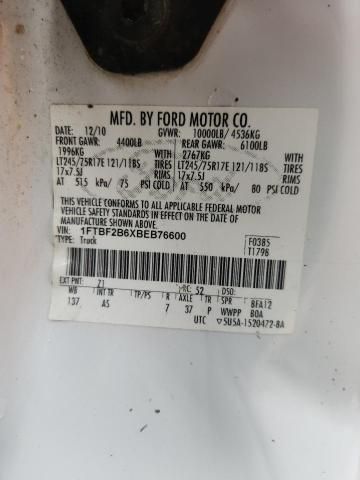 MFD. BY FORD MOTOR CO.
DATE: 12/10 GVWR: 10000LB/ 4536KG
FRONT GAWR: 4400LB REAR GAWR: 6100LB
1996KG 2767KG
LT245/75R17E 121/118S TIRES LT245/75R17E 121/118S TIRES
17x7.5J RIMS 17x7.5J RIMS
AT 515 kPa/ 75 PSI COLD AT 550 kPa/ 80 PSI COLD
THIS VEHICLE CONFORMS TO ALL APPLICABLE FEDERAL MOTOR
VEHICLE SAFETY STANDARDS IN EFFECT ON THE DATE OF
MANUFACTURE SHOWN ABOVE.
VIN: 1FTBF2B6XBEB76600 F0385
TYPE: Truck T1798
EXT PNT: Z1 RC: 52 DSO:
WB INT TR TP/PS R AXLE TR SPR BFA12
137 AS 7 37 P WWPP BOA
UTC 5U5A-1520472-BA